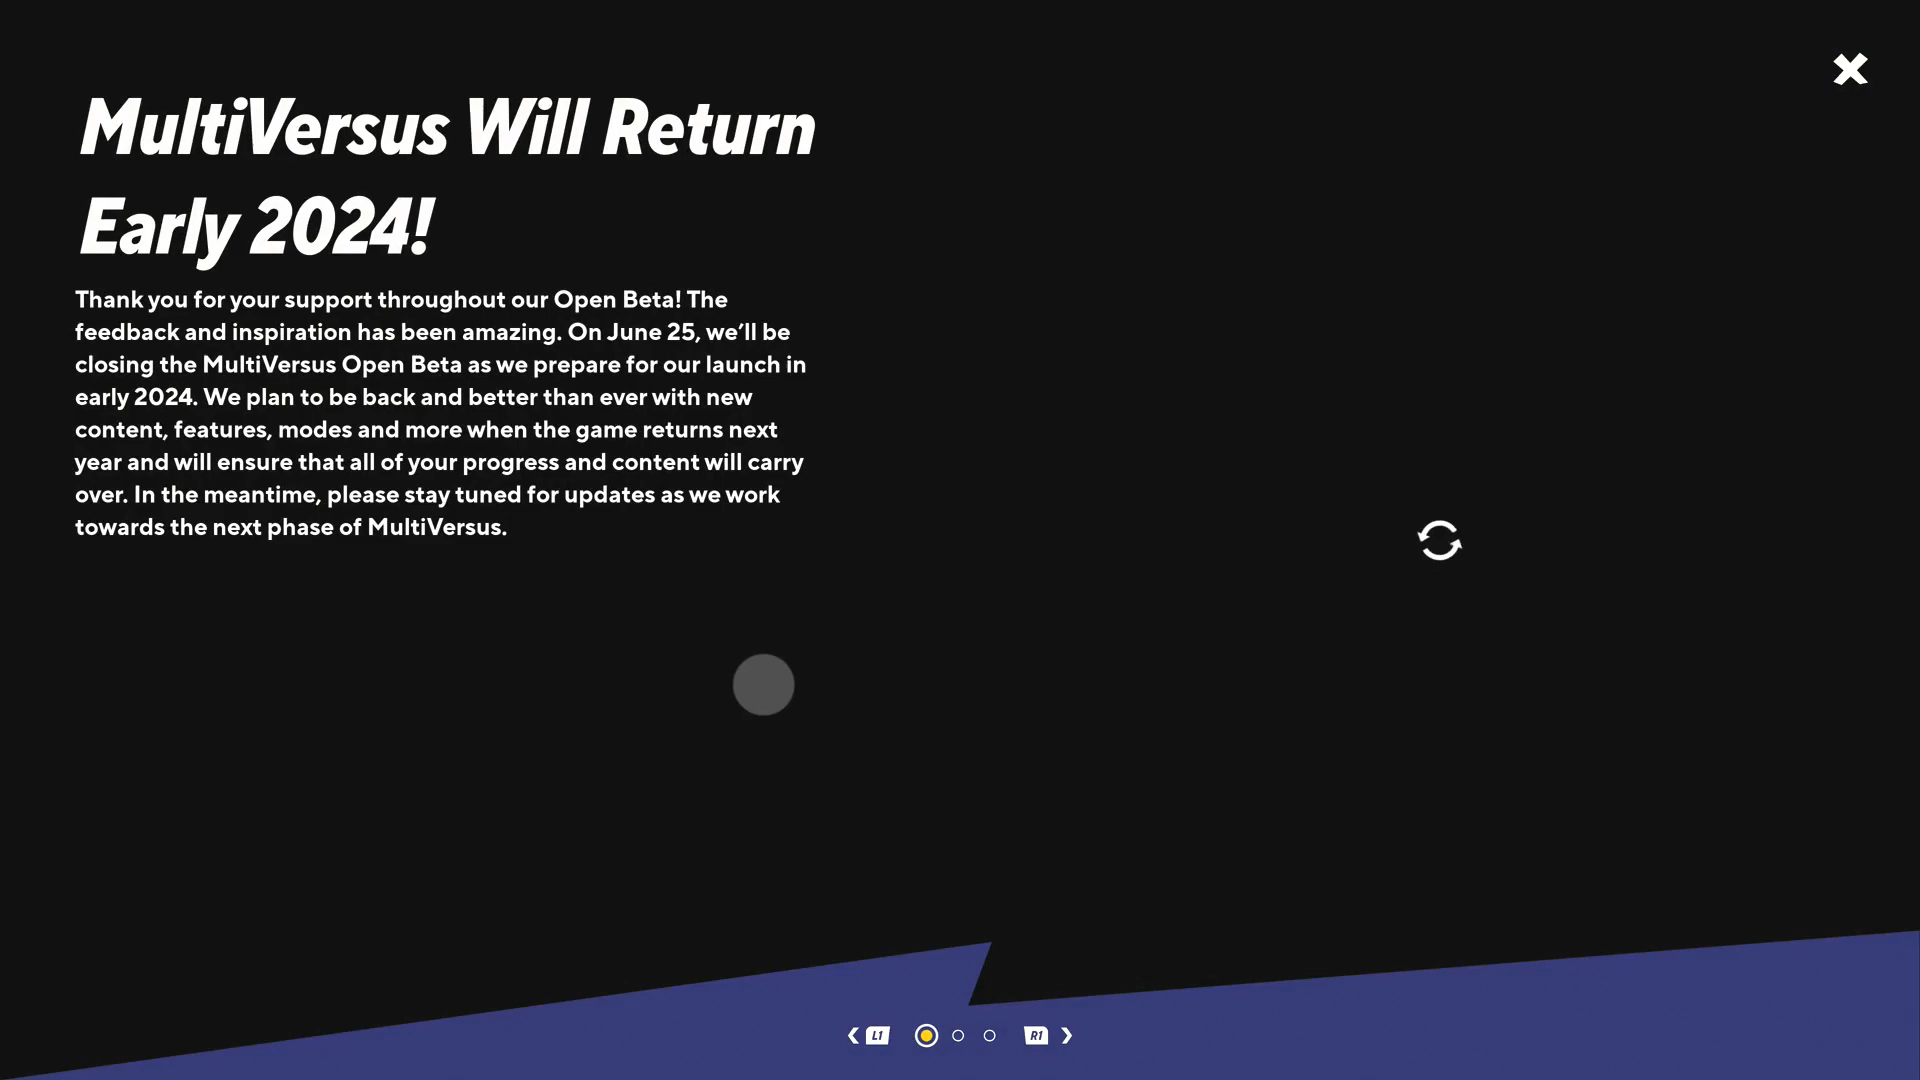 MultiVersus Will Return
Early 2024!
Thank you for your support throughout our Open Beta! The
feedback and inspiration has been amazing. On June 25, we’ll be
closing the MultiVersus Open Beta as we prepare for our launch in
early 2024. We plan to be back and better than ever with new
content, features, modes and more when the game returns next
year and will ensure that all of your progress and content will carry
over. In the meantime, please stay tuned for updates as we work
towards the next phase of MultiVersus.
L1 R1